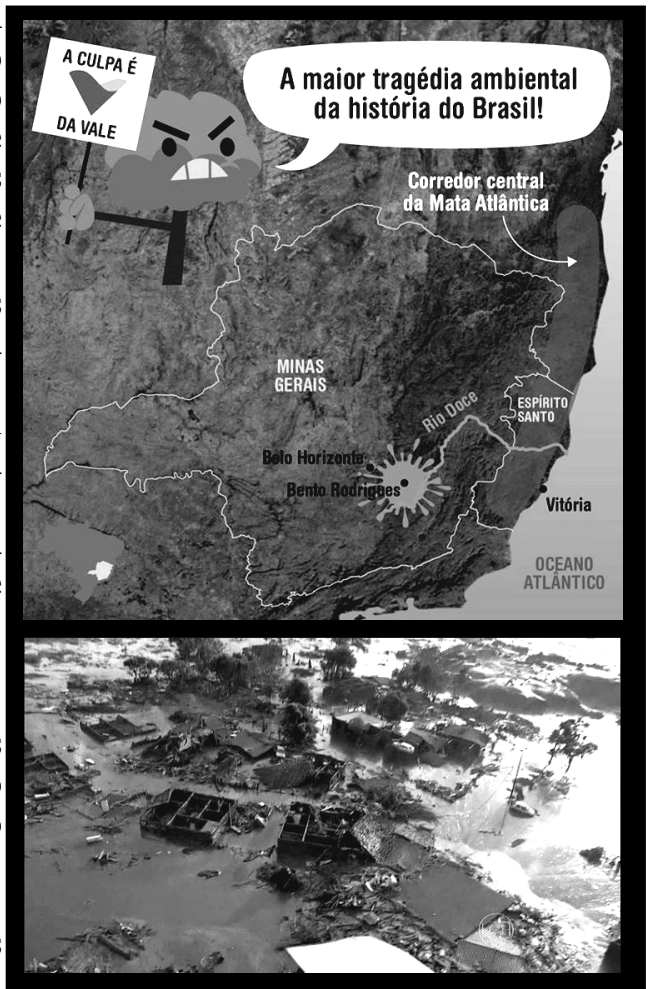 A CULPA É
DA VALE
A maior tragédia ambiental
da história do Brasil!
Corredor central
da Mata Atlântica
MINAS
GERAIS
ESPÍRITO
SANTO
Rio Doce
Belo Horizonte
Bento Rodrigues
Vitória
OCEANO
ATLÂNTICO